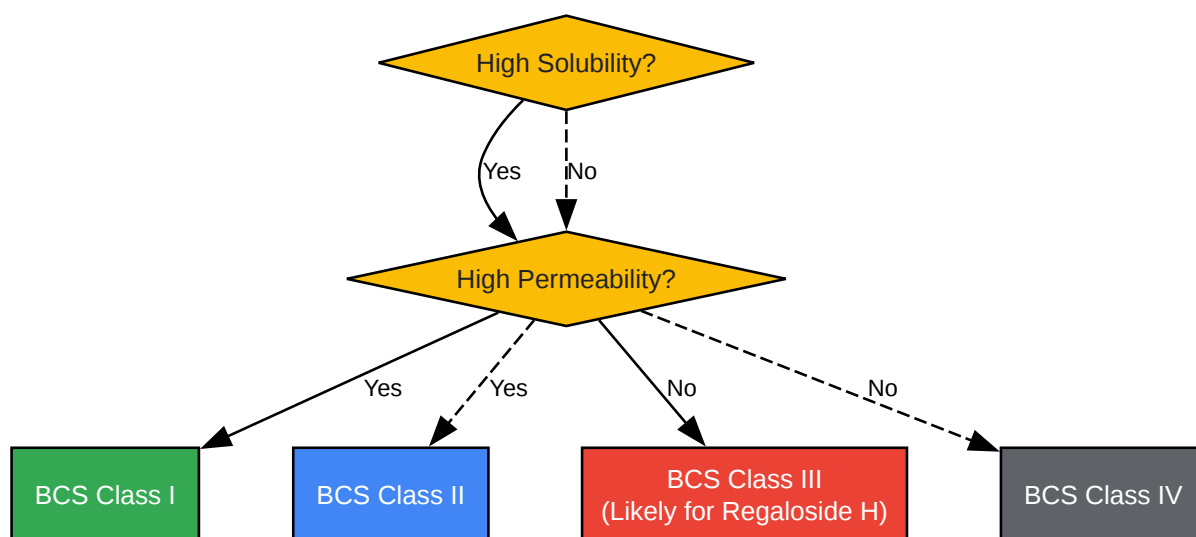 High Solubility?
Yes
No
High Permeability?
Yes
Yes
No
No
BCS Class I
BCS Class II
BCS Class III
(Likely for Regaloside H)
BCS Class IV